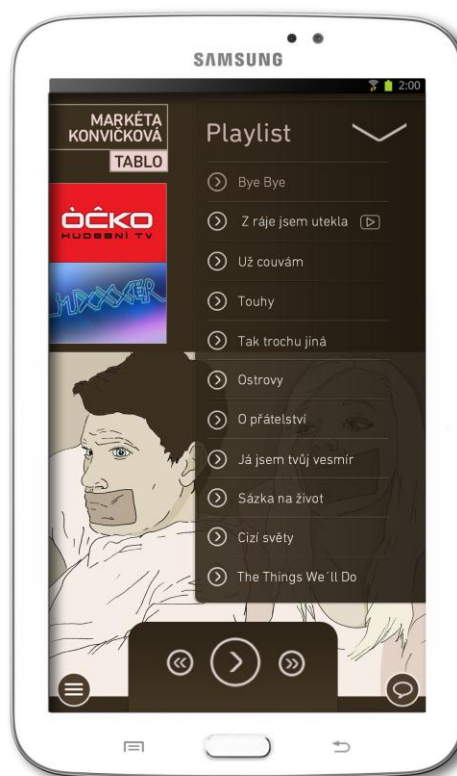 SAMSUNG
2:00
MARKÉTA
KONVIČKOVÁ
TABLO
ÒČKO
HUDEBNÍ TV
Playlist
Bye Bye
Z ráje jsem utekla
Už couvám
Touhy
Tak trochu jiná
Ostrovy
O přátelství
Já jsem tvůj vesmír
Sázka na život
Cizí světy
The Things We´ll Do